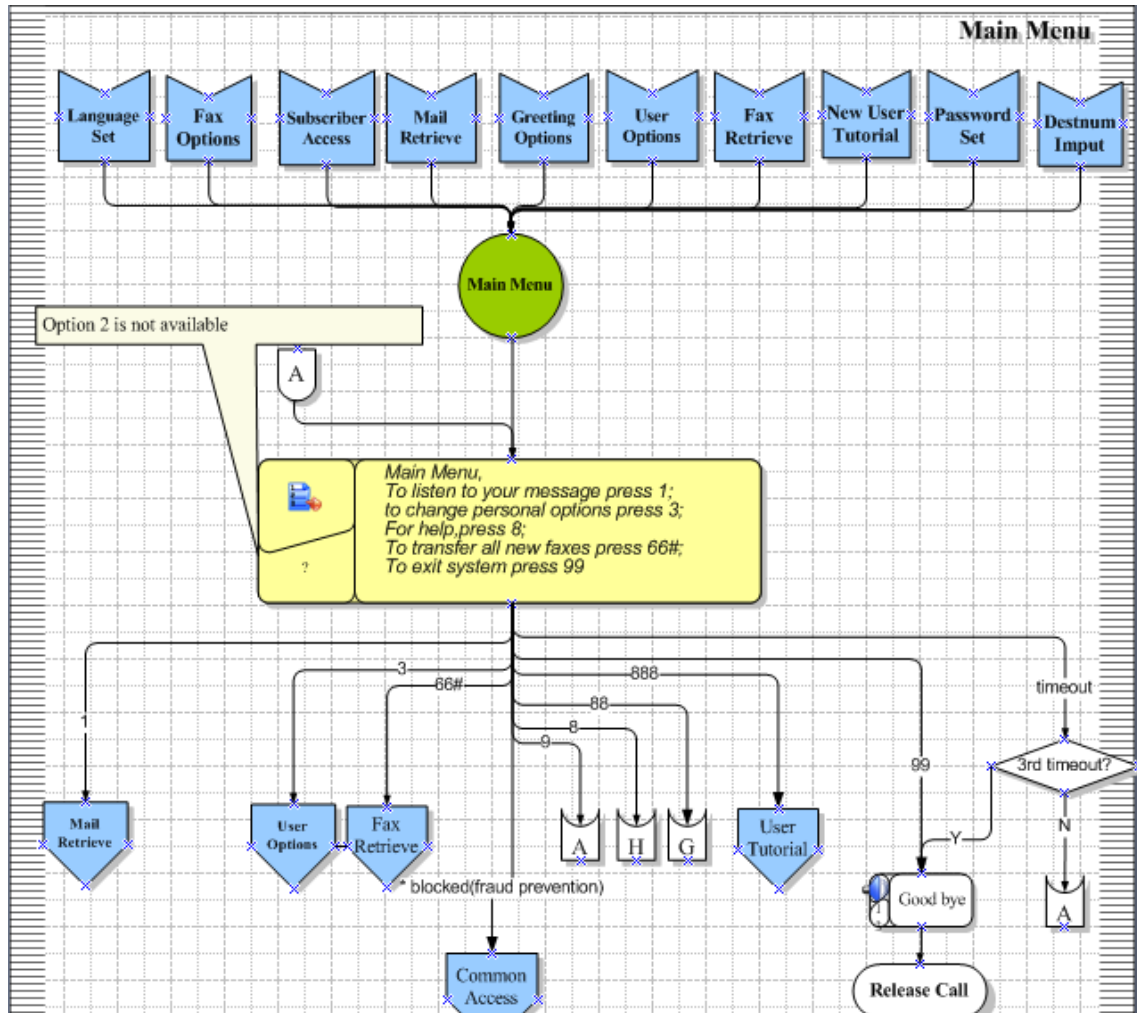 Main Menu
Language
Set
Fax
Options
Subscriber
Access
Mail
Retrieve
Greeting
Options
User
Options
Fax
Retrieve
New User
Tutorial
Password
Set
Destnum
Imput
Main Menu
Option 2 is not available
A
Main Menu,
To listen to your message press 1;
to change personal options press 3;
For help,press 8;
To transfer all new faxes press 66#;
To exit system press 99
?
1
3
66#
9
8
88
888
99
timeout
3rd timeout?
Y
N
Mail
Retrieve
User
Options
Fax
Retrieve
A
H
G
User
Tutorial
Good bye
A
* blocked(fraud prevention)
Common
Access
Release Call